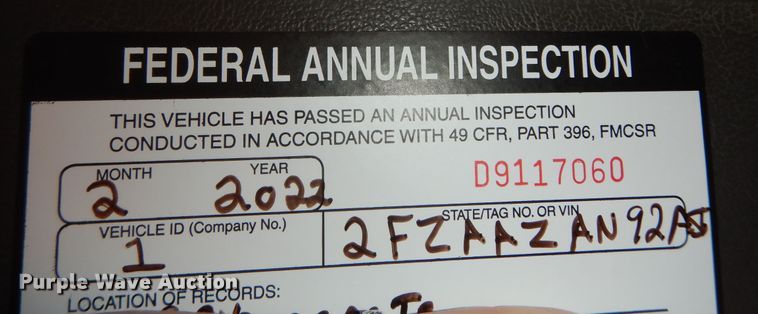 FEDERAL ANNUAL INSPECTION
THIS VEHICLE HAS PASSED AN ANNUAL INSPECTION
CONDUCTED IN ACCORDANCE WITH 49 CFR, PART 396, FMCSR
MONTH YEAR
2 2022
D9117060
VEHICLE ID (Company No.)
1
STATE/TAG NO. OR VIN
2FZAAZAN92AJ
Purple Wave Auction
LOCATION OF RECORDS: